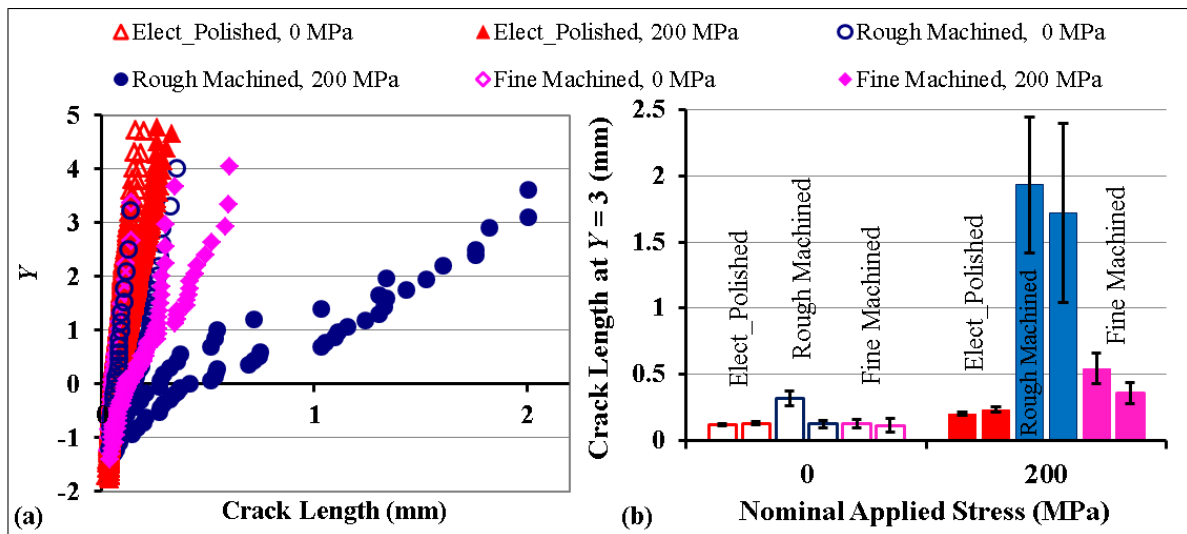 Elect_Polished, 0 MPa
Elect_Polished, 200 MPa
Rough Machined, 0 MPa
Rough Machined, 200 MPa
Fine Machined, 0 MPa
Fine Machined, 200 MPa
Y
5
4
3
2
1
0
-1
-2
0
1
2
Crack Length (mm)
(a)
Crack Length at Y = 3 (mm)
2.5
2
1.5
1
0.5
0
Elect_Polished
Rough Machined
Fine Machined
Elect_Polished
Rough Machined
Fine Machined
0
200
(b)
Nominal Applied Stress (MPa)